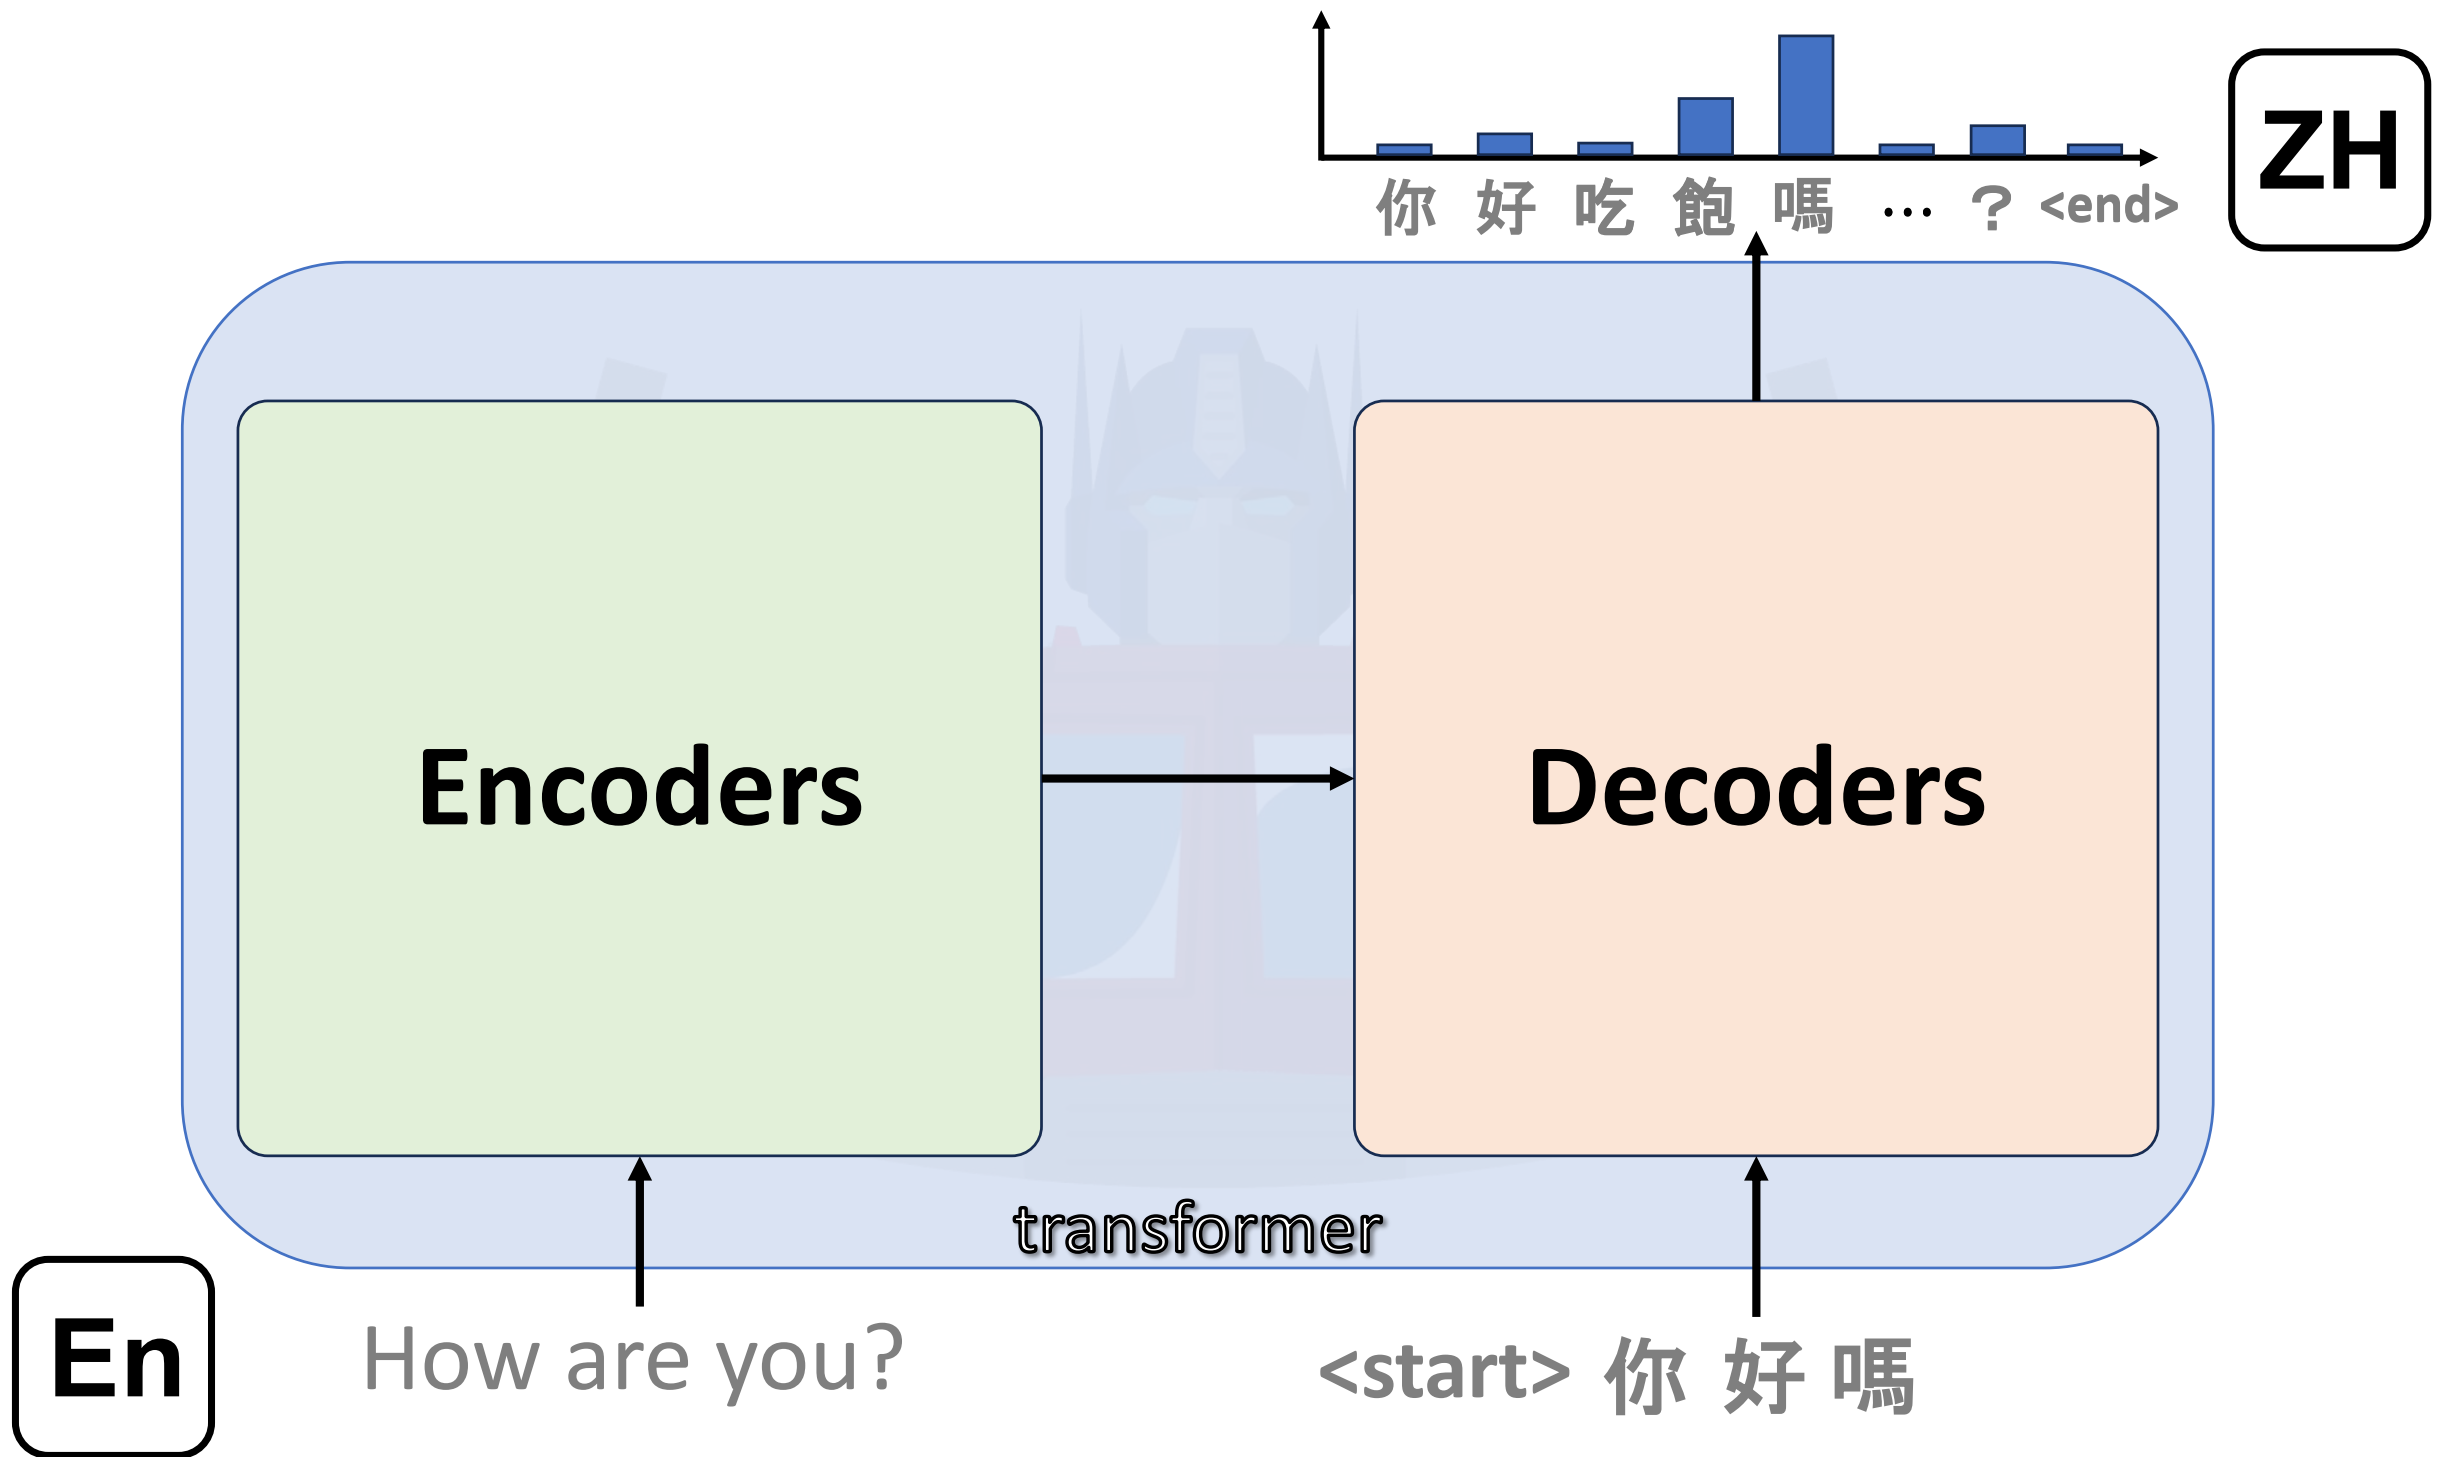 你 好 吃 飽 嗎 ... ? <end>
ZH
Encoders
Decoders
transformer
En
How are you?
<start> 你 好 嗎